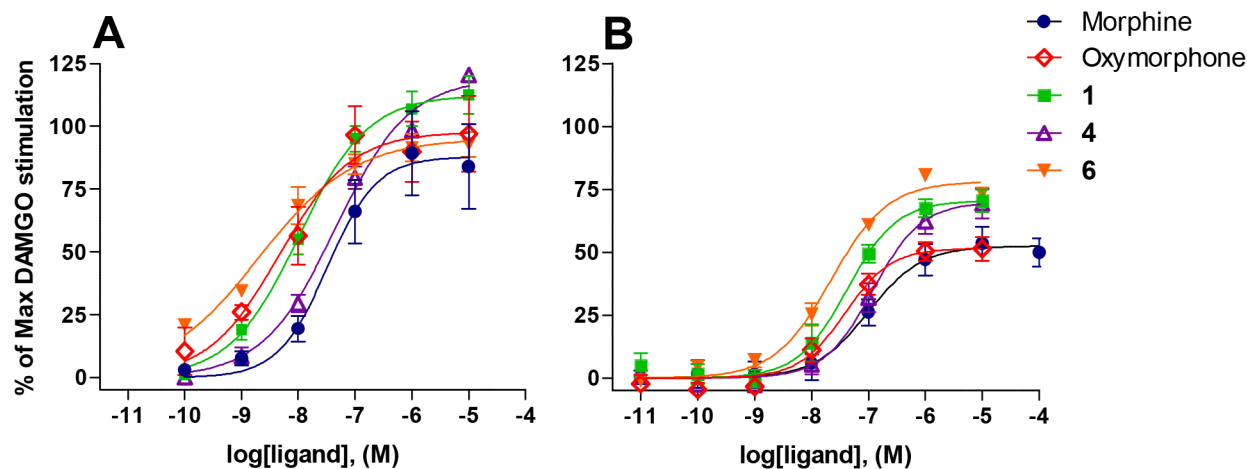 A
B
Morphine
Oxymorphone
1
4
6
% of Max DAMGO stimulation
125
100
75
50
25
0
-11 -10 -9 -8 -7 -6 -5 -4
log[ligand], (M)
125
100
75
50
25
0
-11 -10 -9 -8 -7 -6 -5 -4
log[ligand], (M)